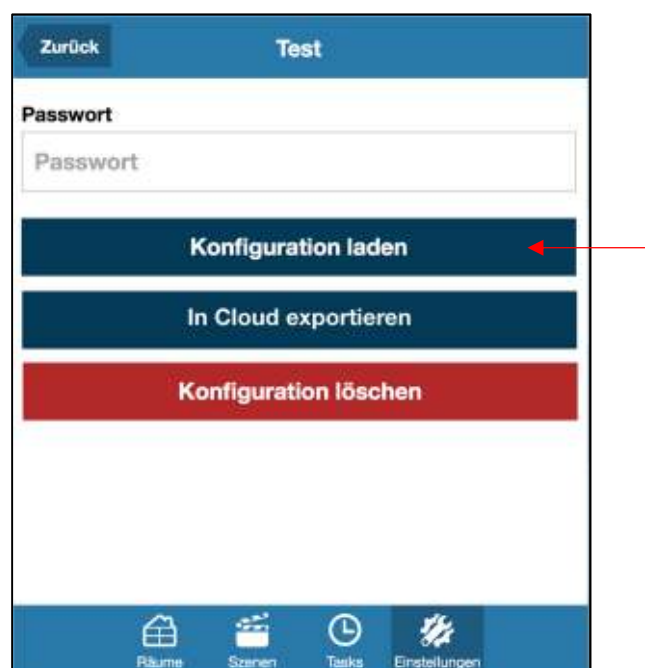 Zurück
Test
Passwort
Passwort
Konfiguration laden
In Cloud exportieren
Konfiguration löschen
Räume
Szenen
Tasks
Einstellungen